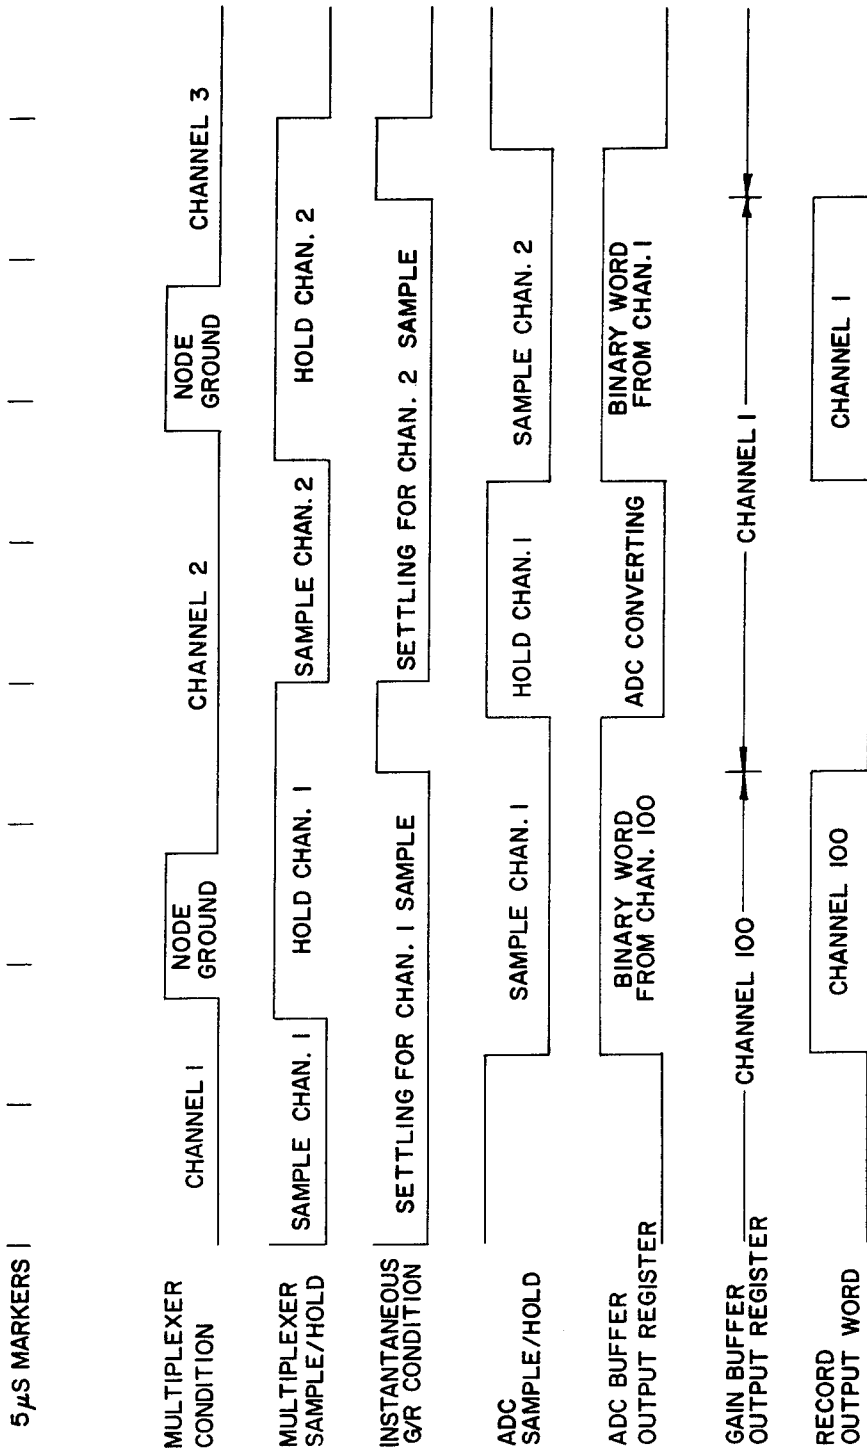 5µS MARKERS
MULTIPLEXER
CONDITION
CHANNEL 1
NODE
GROUND
CHANNEL 2
NODE
GROUND
CHANNEL 3
MULTIPLEXER
SAMPLE/HOLD
SAMPLE CHAN. 1
HOLD CHAN. 1
SAMPLE CHAN. 2
HOLD CHAN. 2
INSTANTANEOUS
G/R CONDITION
SETTLING FOR CHAN. 1 SAMPLE
SETTLING FOR CHAN. 2 SAMPLE
ADC
SAMPLE/HOLD
SAMPLE CHAN. 1
HOLD CHAN. 1
SAMPLE CHAN. 2
ADC BUFFER
OUTPUT REGISTER
BINARY WORD
FROM CHAN. 100
ADC CONVERTING
BINARY WORD
FROM CHAN. 1
GAIN BUFFER
OUTPUT REGISTER
CHANNEL 100
CHANNEL 1
RECORD
OUTPUT WORD
CHANNEL 100
CHANNEL 1